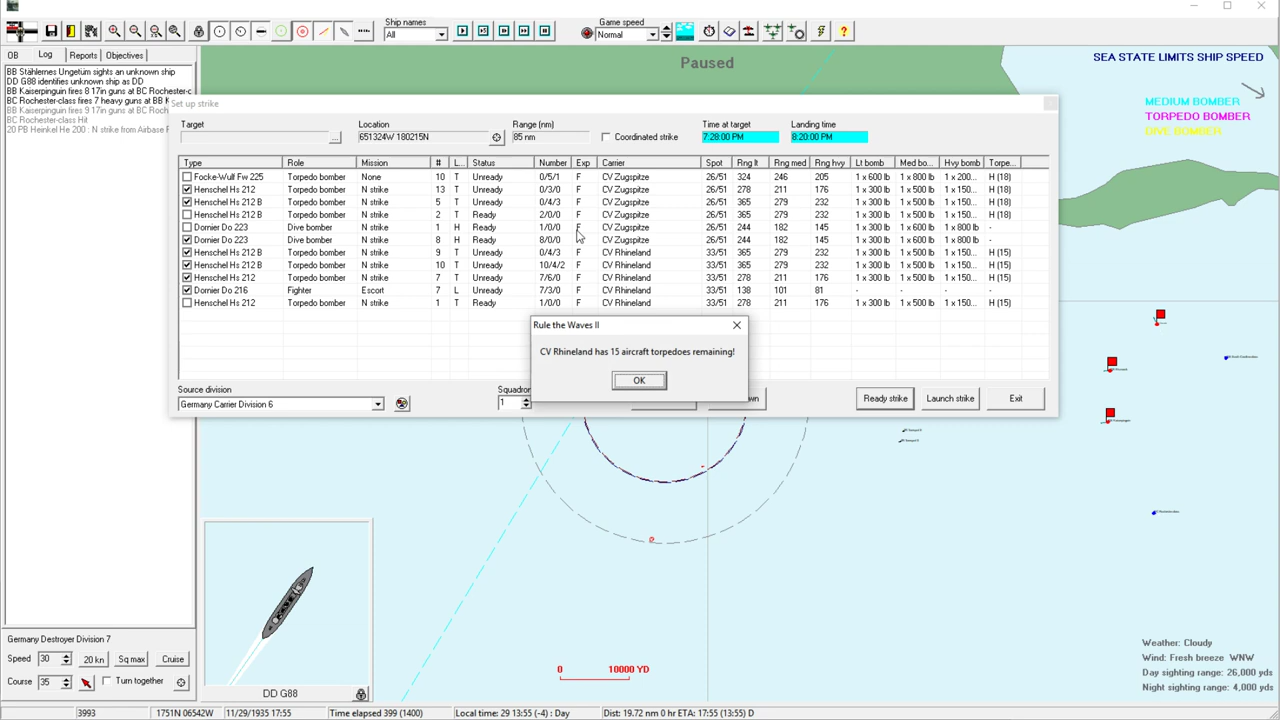 Ship names
Game speed
All
Normal
OB Log Reports Objectives
Paused
SEA STATE LIMITS SHIP SPEED
MEDIUM BOMBER
TORPEDO BOMBER
DIVE BOMBER
BB Stählernes Ungetüm sights an unknown ship
DD G88 identifies unknown ship as DD
BB Kaiserpinguin fires 8 17in guns at BC Rochester-c
BC Rochester-class fires 7 heavy guns at BB K
BB Kaiserpinguin fires 9 17in guns at BC Roch
BC Rochester-class Hit
20 PB Heinkel He 200 : N strike from Airbase F
Set up strike
Target Location Range (nm) Time at target Landing time
651324W 180215N 85 nm Coordinated strike 7:28:00 PM 8:20:00 PM
Type Role Mission # L... Status Number Exp Carrier Spot Rng lt Rng med Rng hvy Lt bomb Med bo... Hvy bomb Torpe...
Focke-Wulf Fw 225 Torpedo bomber None 10 T Unready 0/5/1 F CV Zugspitze 26/51 324 246 205 1 x 600 lb 1 x 800 lb 1 x 200... H (18)
Henschel Hs 212 Torpedo bomber N strike 13 T Unready 0/3/0 F CV Zugspitze 26/51 278 211 176 1 x 300 lb 1 x 500 lb 1 x 150... H (18)
Henschel Hs 212 B Torpedo bomber N strike 5 T Unready 0/4/3 F CV Zugspitze 26/51 365 279 232 1 x 300 lb 1 x 500 lb 1 x 150... H (18)
Henschel Hs 212 B Torpedo bomber N strike 2 T Ready 2/0/0 F CV Zugspitze 26/51 365 279 232 1 x 300 lb 1 x 500 lb 1 x 150... H (18)
Dornier Do 223 Dive bomber N strike 1 H Ready 1/0/0 F CV Zugspitze 26/51 244 182 145 1 x 300 lb 1 x 600 lb 1 x 800 lb -
Dornier Do 223 Dive bomber N strike 8 H Ready 8/0/0 F CV Zugspitze 26/51 244 182 145 1 x 300 lb 1 x 600 lb 1 x 800 lb -
Henschel Hs 212 B Torpedo bomber N strike 9 T Unready 0/4/3 F CV Rhineland 33/51 365 279 232 1 x 300 lb 1 x 500 lb 1 x 150... H (15)
Henschel Hs 212 B Torpedo bomber N strike 10 T Unready 10/4/2 F CV Rhineland 33/51 365 279 232 1 x 300 lb 1 x 500 lb 1 x 150... H (15)
Henschel Hs 212 Torpedo bomber N strike 7 T Unready 7/6/0 F CV Rhineland 33/51 278 211 176 1 x 300 lb 1 x 500 lb 1 x 150... H (15)
Dornier Do 216 Fighter Escort 7 L Unready 7/3/0 F CV Rhineland 33/51 138 101 81 - - - -
Henschel Hs 212 Torpedo bomber N strike 1 T Ready 1/0/0 F CV Rhineland 33/51 278 211 176 1 x 300 lb 1 x 500 lb 1 x 150... H (15)
Rule the Waves II
CV Rhineland has 15 aircraft torpedoes remaining!
OK
Source division
Squadron
Germany Carrier Division 6
1
Ready strike Launch strike Exit
Germany Destroyer Division 7
Speed 30 20 kn Sq max Cruise
Course 35 Turn together
DD G88
0 10000 YD
Weather: Cloudy
Wind: Fresh breeze WNW
Day sighting range: 26,000 yds
Night sighting range: 4,000 yds
3993 1751N 06542W 11/29/1935 17:55 Time elapsed 399 (1400) Local time: 29 13:55 (-4) : Day Dist: 19.72 nm 0 hr ETA: 17:55 (13:55) D